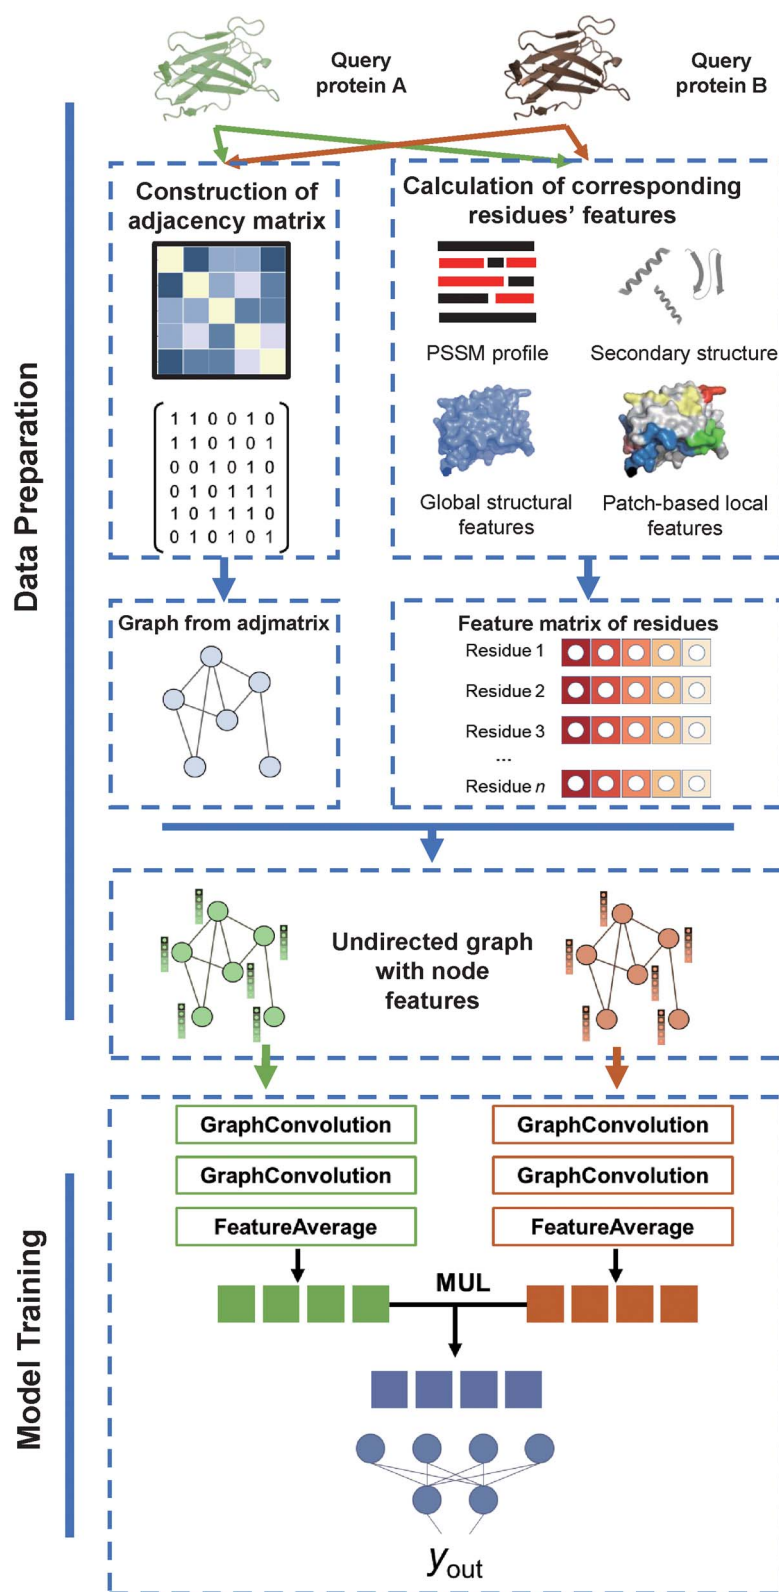 Query
protein A
Query
protein B
Data Preparation
Construction of
adjacency matrix
1 1 0 0 1 0
1 1 0 1 0 1
0 0 1 0 1 0
0 1 0 1 1 1
1 0 1 1 1 0
0 1 0 1 0 1
Calculation of corresponding
residues’ features
PSSM profile
Secondary structure
Global structural
features
Patch-based local
features
Graph from adjmatrix
Feature matrix of residues
Residue 1
Residue 2
Residue 3
...
Residue n
Undirected graph
with node
features
Model Training
GraphConvolution
GraphConvolution
FeatureAverage
GraphConvolution
GraphConvolution
FeatureAverage
MUL
yout